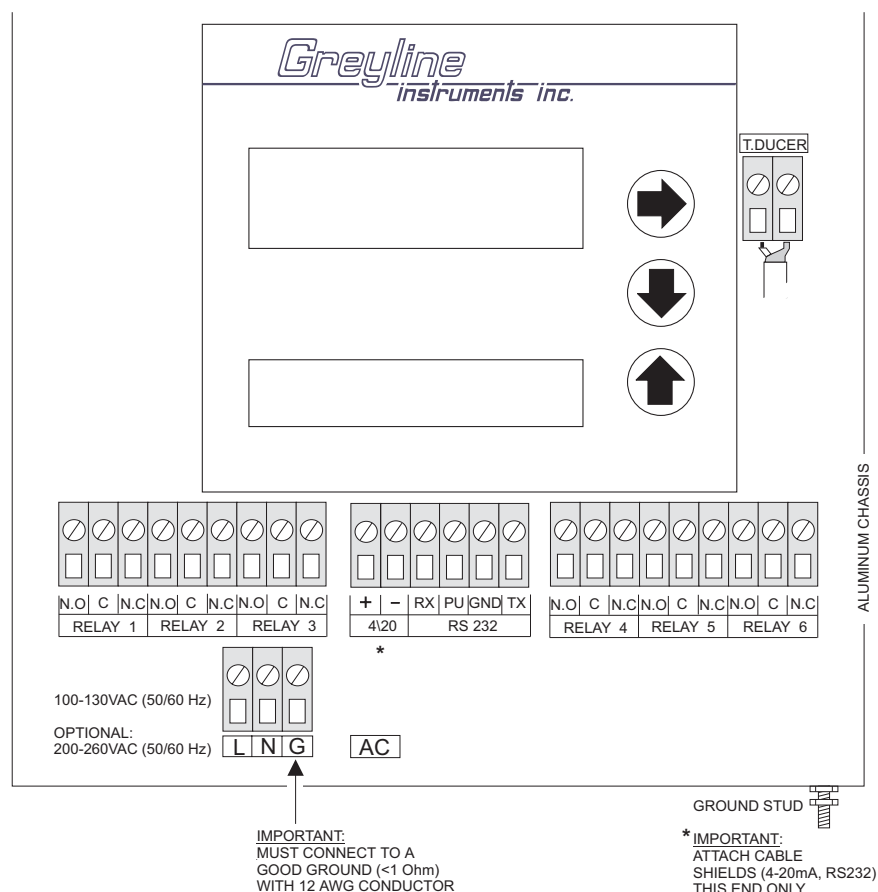 Greyline
instruments inc.
T.DUCER
ALUMINUM CHASSIS
N.O C N.C N.O C N.C N.O C N.C
RELAY 1 RELAY 2 RELAY 3
+ - RX PU GND TX
4\20 RS 232
*
N.O C N.C N.O C N.C N.O C N.C
RELAY 4 RELAY 5 RELAY 6
100-130VAC (50/60 Hz)
OPTIONAL:
200-260VAC (50/60 Hz)
L N G
AC
IMPORTANT:
MUST CONNECT TO A
GOOD GROUND (<1 Ohm)
WITH 12 AWG CONDUCTOR
GROUND STUD
* IMPORTANT:
ATTACH CABLE
SHIELDS (4-20mA, RS232)
THIS END ONLY